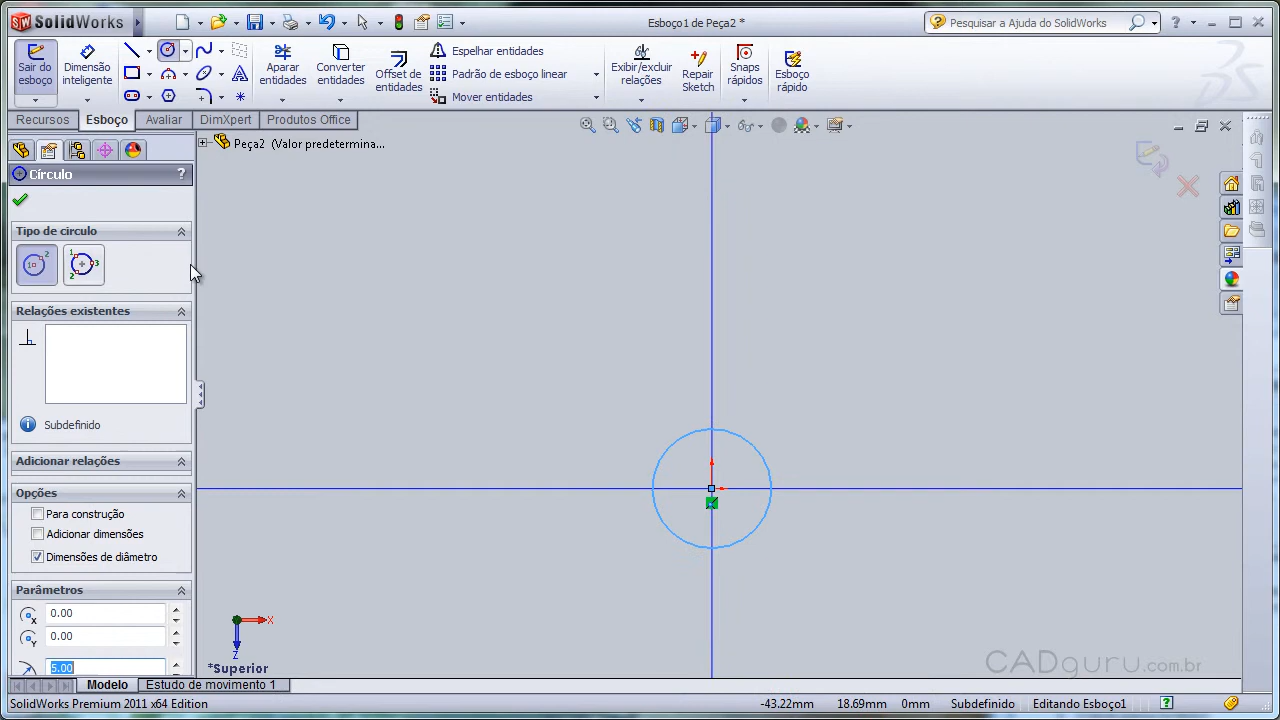 SolidWorks
Esboço1 de Peça2 *
Pesquisar a Ajuda do SolidWorks
Sair do esboço
Dimensão inteligente
Aparar entidades
Converter entidades
Offset de entidades
Espelhar entidades
Padrão de esboço linear
Mover entidades
Exibir/excluir relações
Repair Sketch
Snaps rápidos
Esboço rápido
Recursos Esboço Avaliar DimXpert Produtos Office
Peça2 (Valor predetermina...
Círculo ?
Tipo de circulo
Relações existentes
Subdefinido
Adicionar relações
Opções
Para construção
Adicionar dimensões
Dimensões de diâmetro
Parâmetros
0.00
0.00
5.00
X
Z
*Superior
CADguru.com.br
Modelo Estudo de movimento 1
SolidWorks Premium 2011 x64 Edition -43.22mm 18.69mm 0mm Subdefinido Editando Esboço1